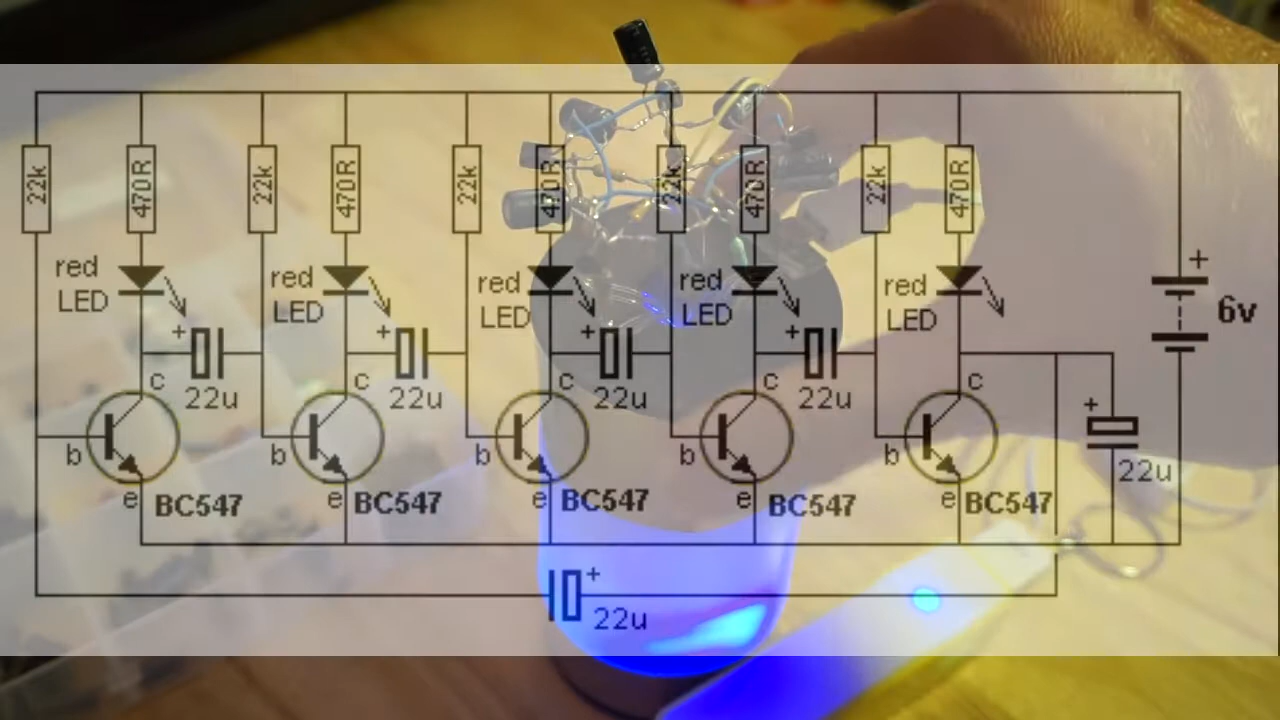 22k 470R 22k 470R 22k 470R 22k 470R 22k 470R
red LED
red LED
red LED
red LED
red LED
+
6v
+ 22u
+ 22u
+ 22u
+ 22u
+ 22u
b c e BC547
b c e BC547
b c e BC547
b c e BC547
b c e BC547
+ 22u